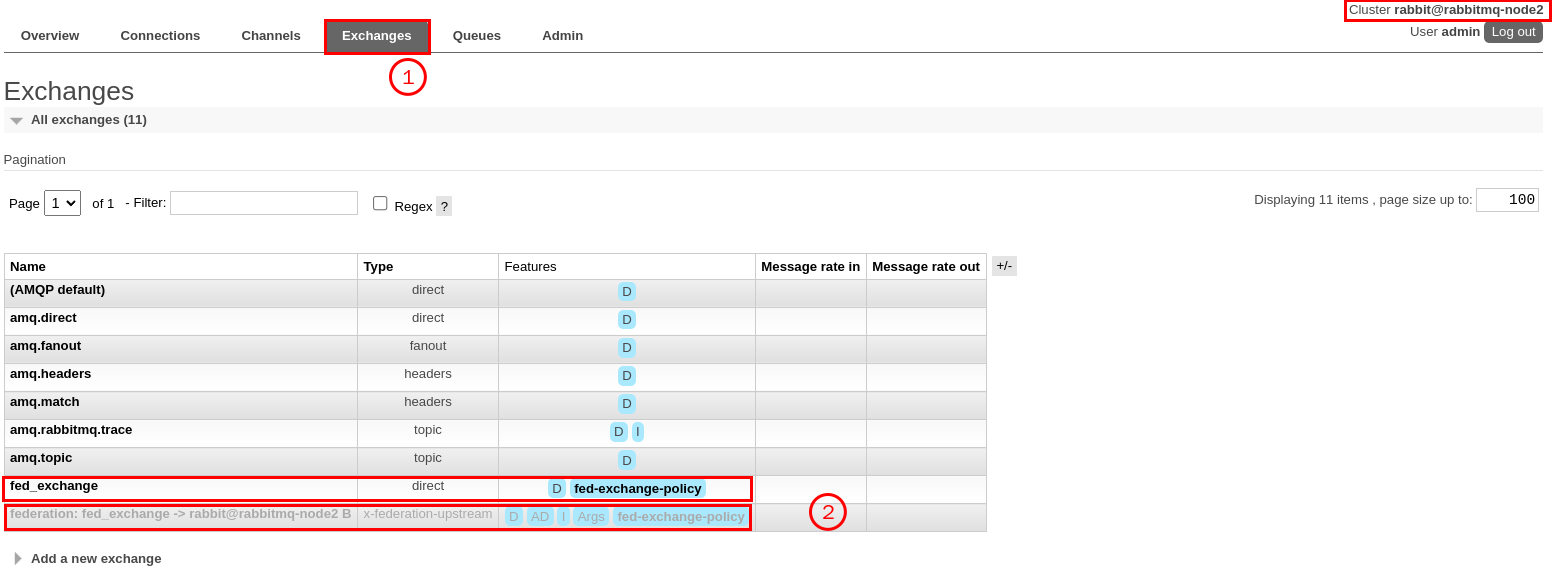 Cluster rabbit@rabbitmq-node2
User admin Log out
Overview Connections Channels Exchanges Queues Admin
1
Exchanges
All exchanges (11)
Pagination
Page 1 of 1 - Filter: Regex ? Displaying 11 items , page size up to: 100
Name Type Features Message rate in Message rate out +/-
(AMQP default) direct D
amq.direct direct D
amq.fanout fanout D
amq.headers headers D
amq.match headers D
amq.rabbitmq.trace topic D I
amq.topic topic D
fed_exchange direct D fed-exchange-policy
federation: fed_exchange -> rabbit@rabbitmq-node2 B x-federation-upstream D AD I Args fed-exchange-policy 2
Add a new exchange